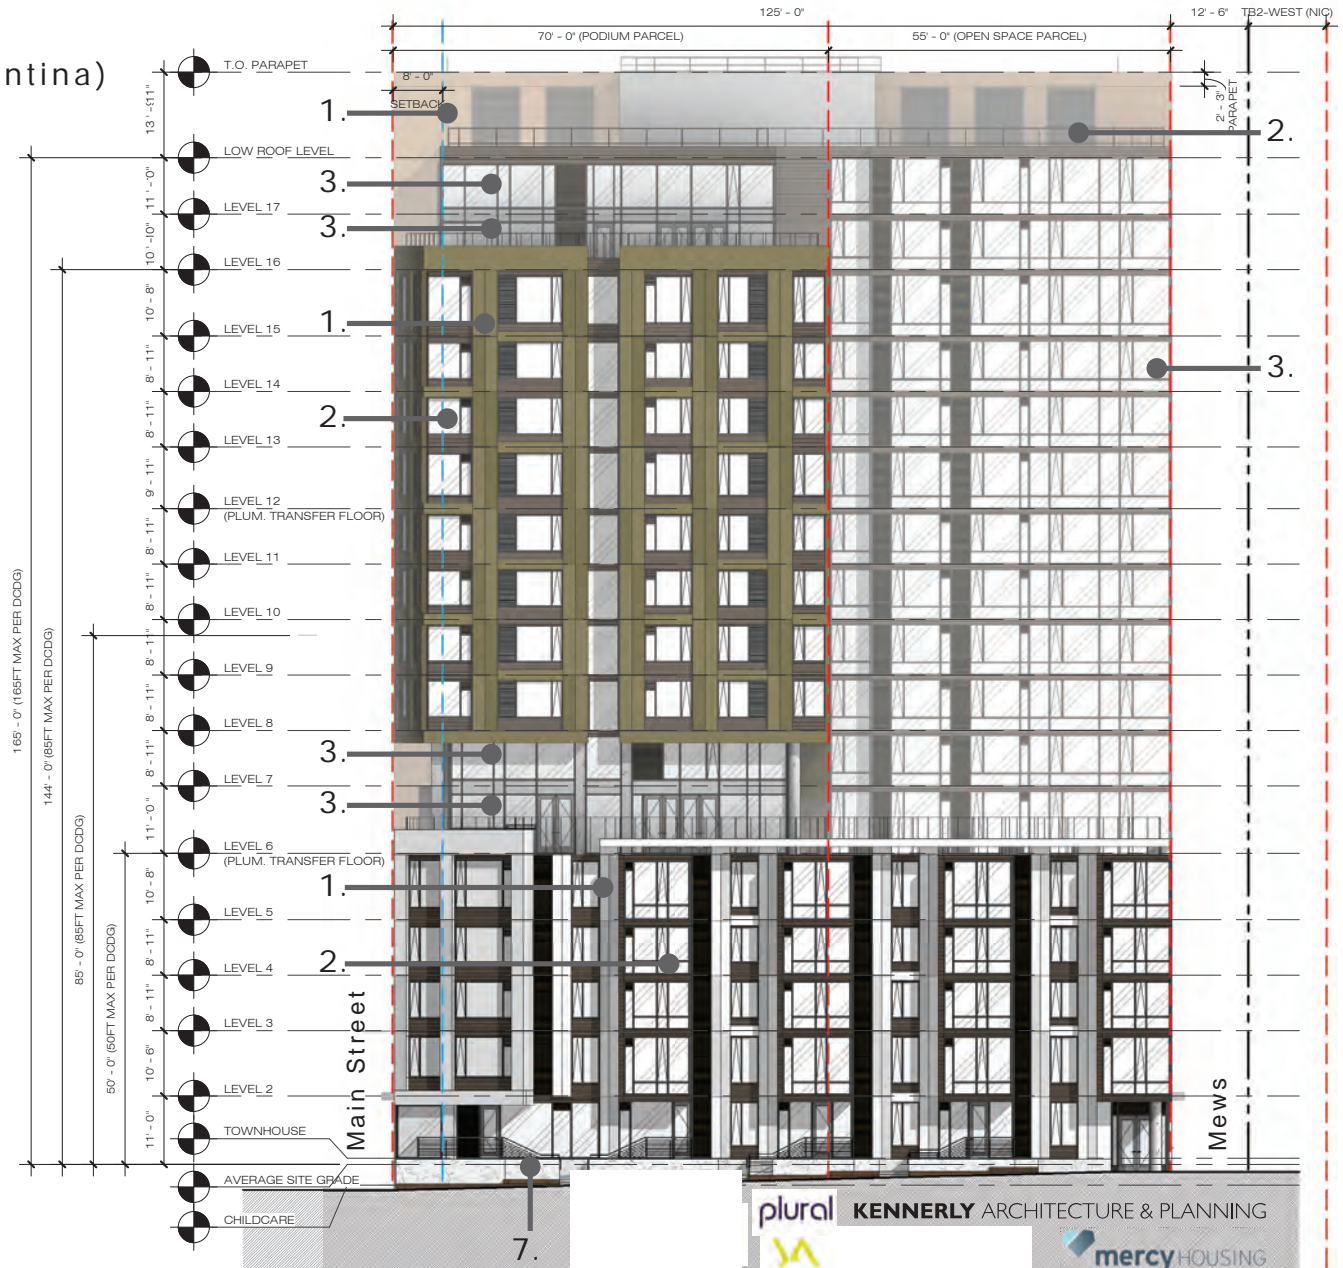 125' - 0"
12' - 6" TB2-WEST (NIC)
70' - 0" (PODIUM PARCEL)
55' - 0" (OPEN SPACE PARCEL)
ntina)
T.O. PARAPET
8' - 0"
SETBACK
2' - 3"
PARAPET
13' - 11"
1.
2.
LOW ROOF LEVEL
3.
11' - 0"
LEVEL 17
3.
10' - 10"
LEVEL 16
10' - 8"
1.
LEVEL 15
8' - 11"
3.
LEVEL 14
8' - 11"
2.
LEVEL 13
9' - 11"
LEVEL 12
(PLUM. TRANSFER FLOOR)
8' - 11"
LEVEL 11
8' - 11"
LEVEL 10
8' - 11"
LEVEL 9
8' - 11"
LEVEL 8
8' - 11"
3.
LEVEL 7
11' - 0"
3.
LEVEL 6
(PLUM. TRANSFER FLOOR)
10' - 8"
1.
LEVEL 5
8' - 11"
2.
LEVEL 4
8' - 11"
LEVEL 3
10' - 6"
LEVEL 2
11' - 0"
TOWNHOUSE
AVERAGE SITE GRADE
CHILDCARE
165' - 0" (165FT MAX PER DCDG)
144' - 0" (85FT MAX PER DCDG)
85' - 0" (85FT MAX PER DCDG)
50' - 0" (50FT MAX PER DCDG)
Main Street
Mews
7.
plural
KENNERLY ARCHITECTURE & PLANNING
mercy HOUSING